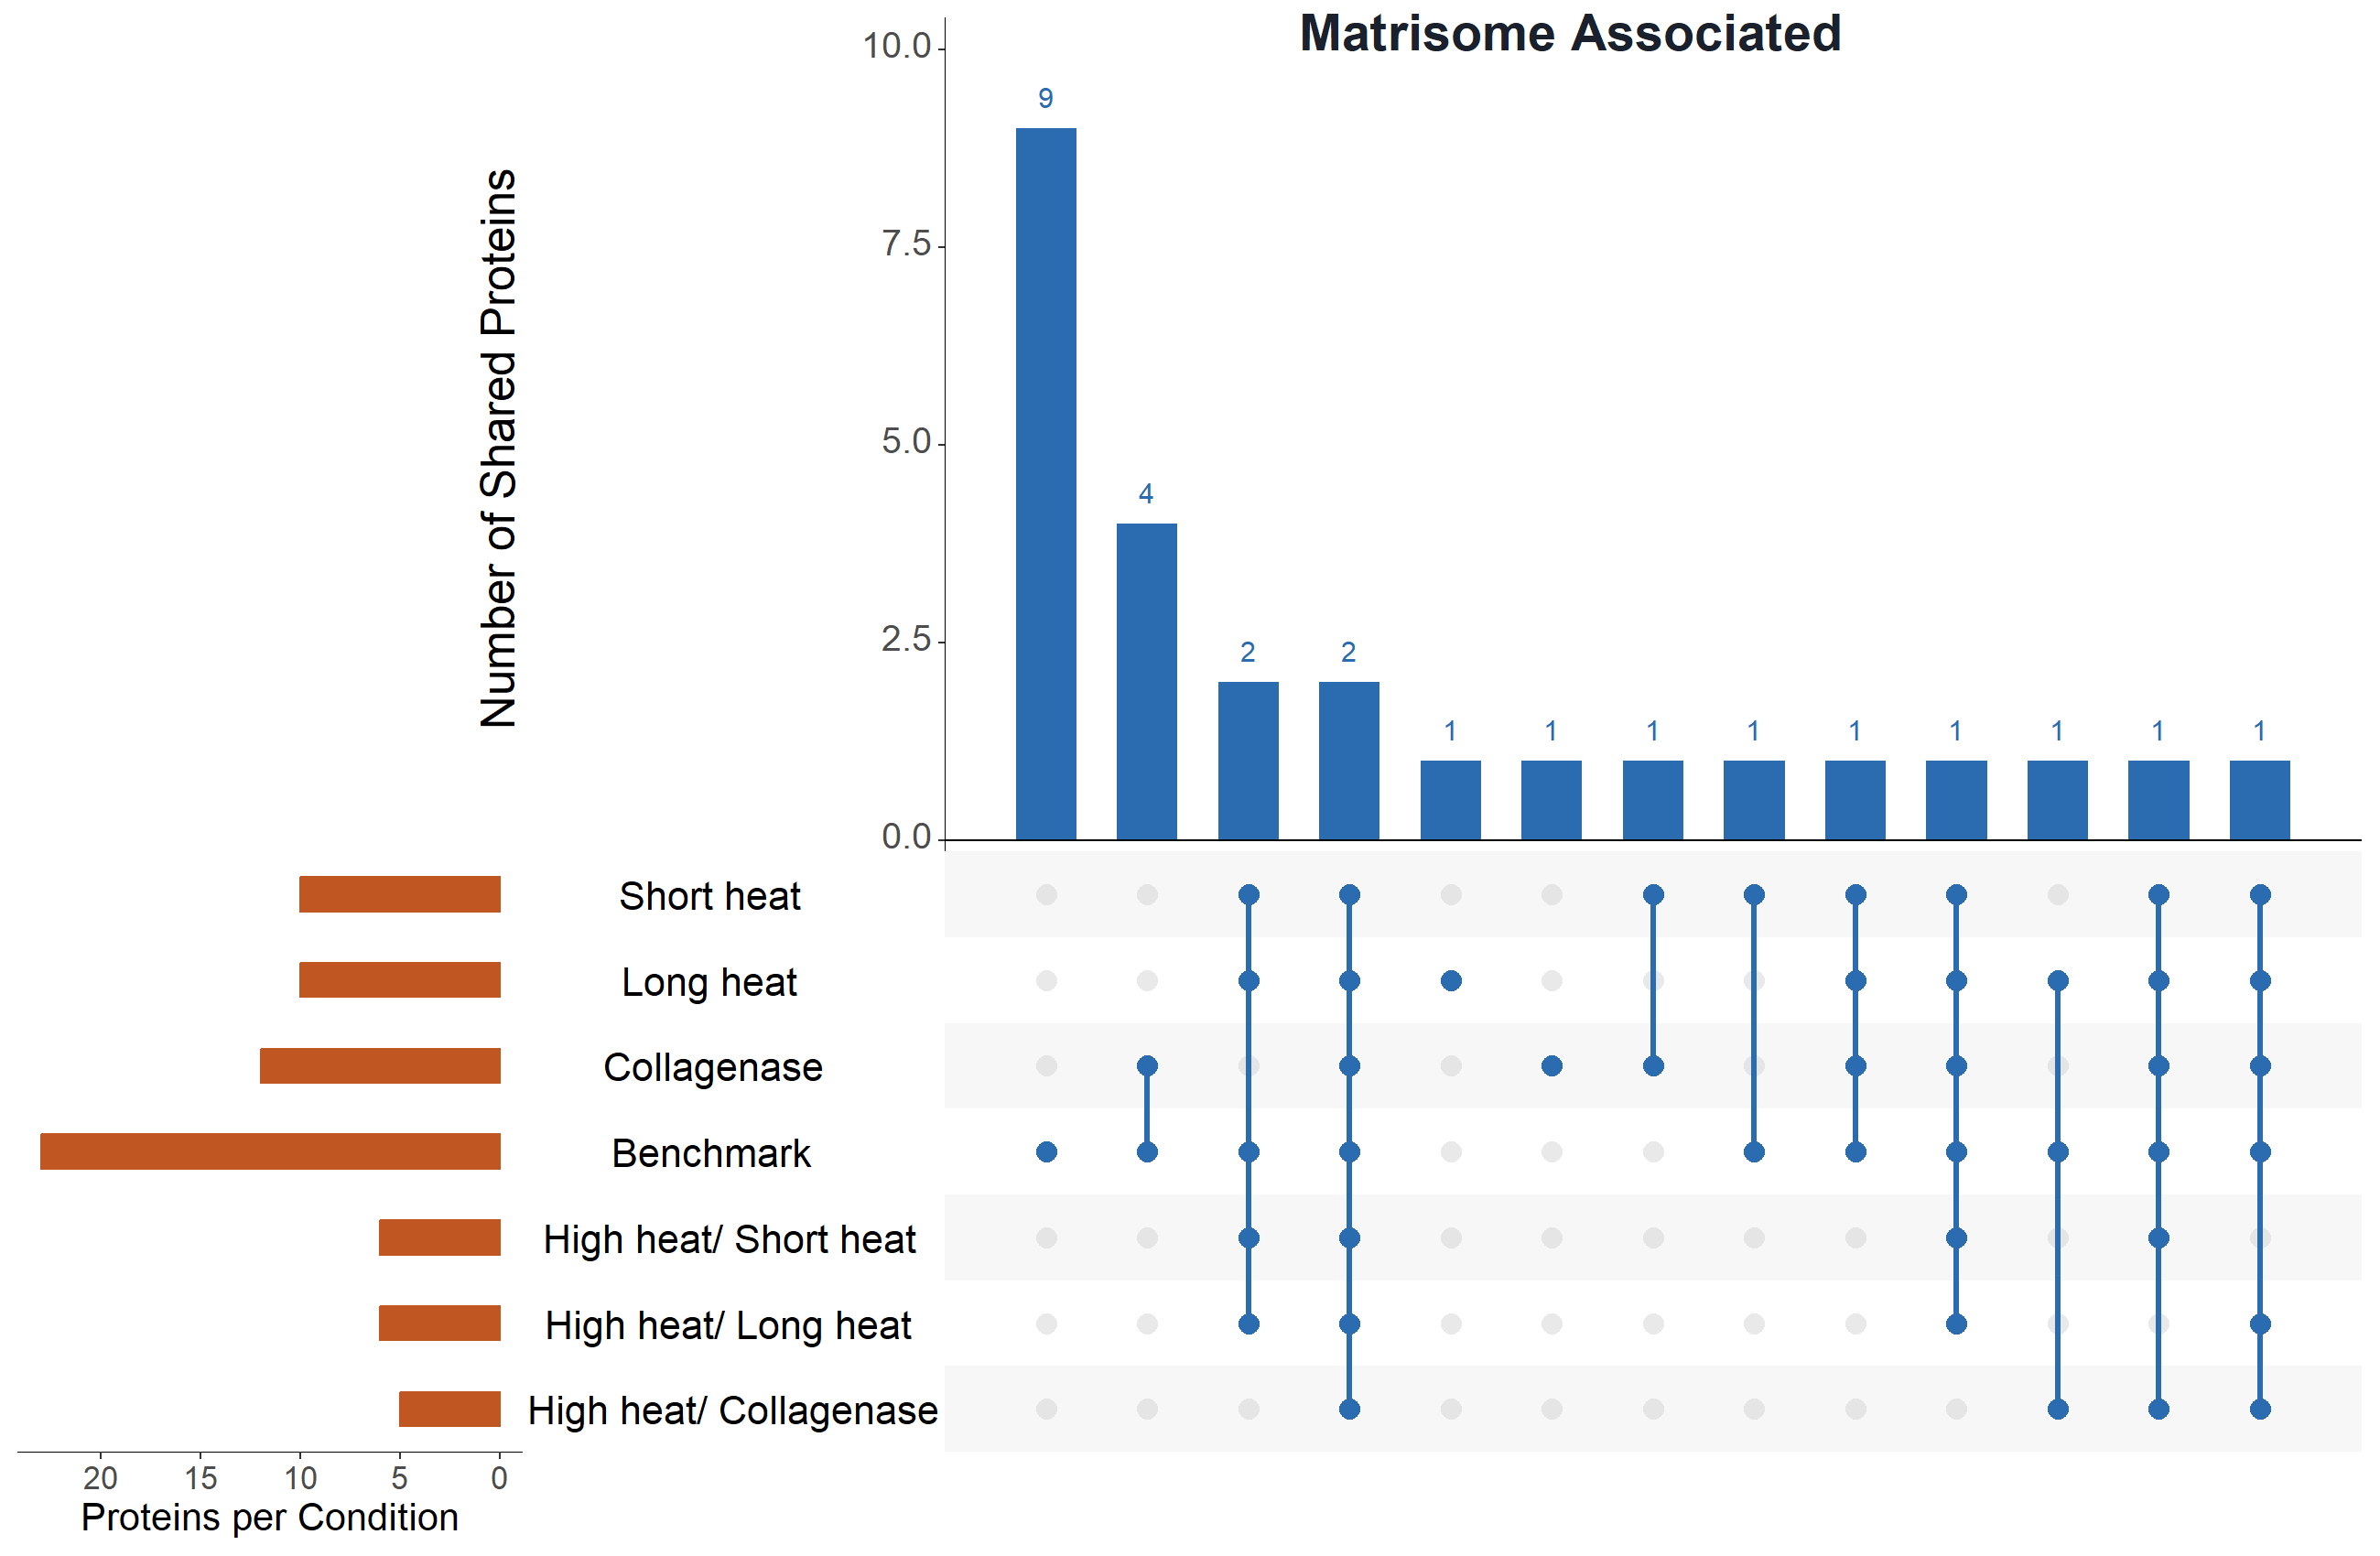 Matrisome Associated
Number of Shared Proteins
10.0
7.5
5.0
2.5
0.0
9
4
2
2
1
1
1
1
1
1
1
1
1
Short heat
Long heat
Collagenase
Benchmark
High heat/ Short heat
High heat/ Long heat
High heat/ Collagenase
20 15 10 5 0
Proteins per Condition